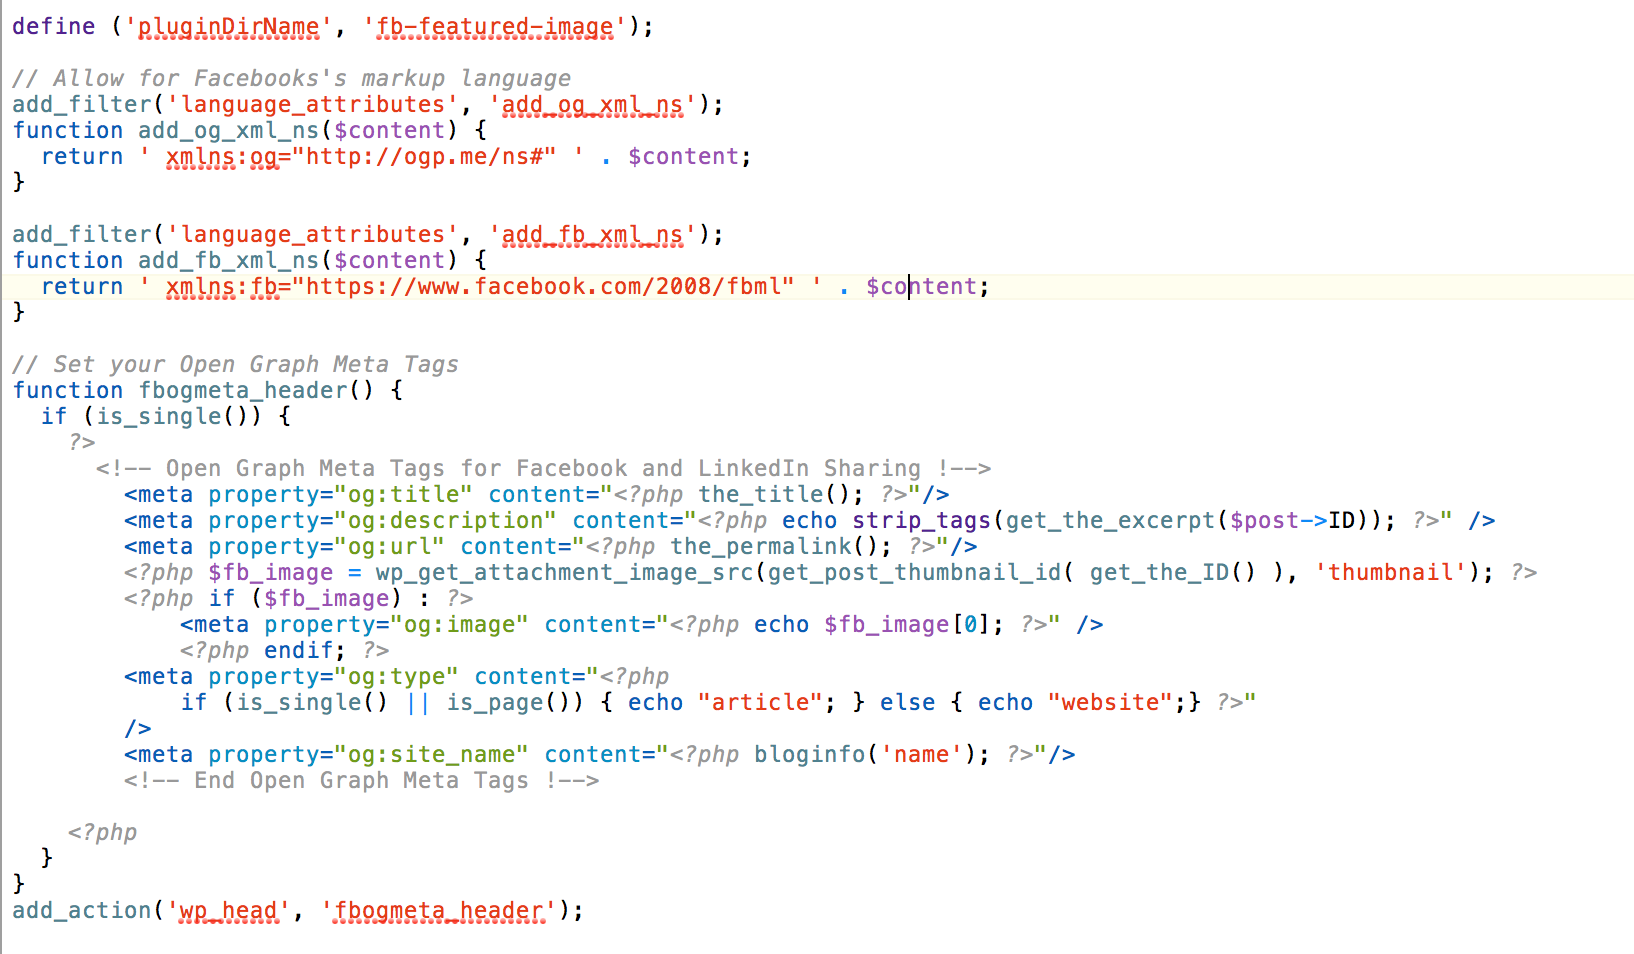 define ('pluginDirName', 'fb-featured-image');

// Allow for Facebooks's markup language
add_filter('language_attributes', 'add_og_xml_ns');
function add_og_xml_ns($content) {
  return ' xmlns:og="http://ogp.me/ns#" ' . $content;
}

add_filter('language_attributes', 'add_fb_xml_ns');
function add_fb_xml_ns($content) {
  return ' xmlns:fb="https://www.facebook.com/2008/fbml" ' . $content;
}

// Set your Open Graph Meta Tags
function fbogmeta_header() {
  if (is_single()) {
    ?>
      <!-- Open Graph Meta Tags for Facebook and LinkedIn Sharing !-->
        <meta property="og:title" content="<?php the_title(); ?>"/>
        <meta property="og:description" content="<?php echo strip_tags(get_the_excerpt($post->ID)); ?>" />
        <meta property="og:url" content="<?php the_permalink(); ?>"/>
        <?php $fb_image = wp_get_attachment_image_src(get_post_thumbnail_id( get_the_ID() ), 'thumbnail'); ?>
        <?php if ($fb_image) : ?>
            <meta property="og:image" content="<?php echo $fb_image[0]; ?>" />
            <?php endif; ?>
        <meta property="og:type" content="<?php
            if (is_single() || is_page()) { echo "article"; } else { echo "website";} ?>"
        />
        <meta property="og:site_name" content="<?php bloginfo('name'); ?>"/>
        <!-- End Open Graph Meta Tags !-->

    <?php
  }
}
add_action('wp_head', 'fbogmeta_header');